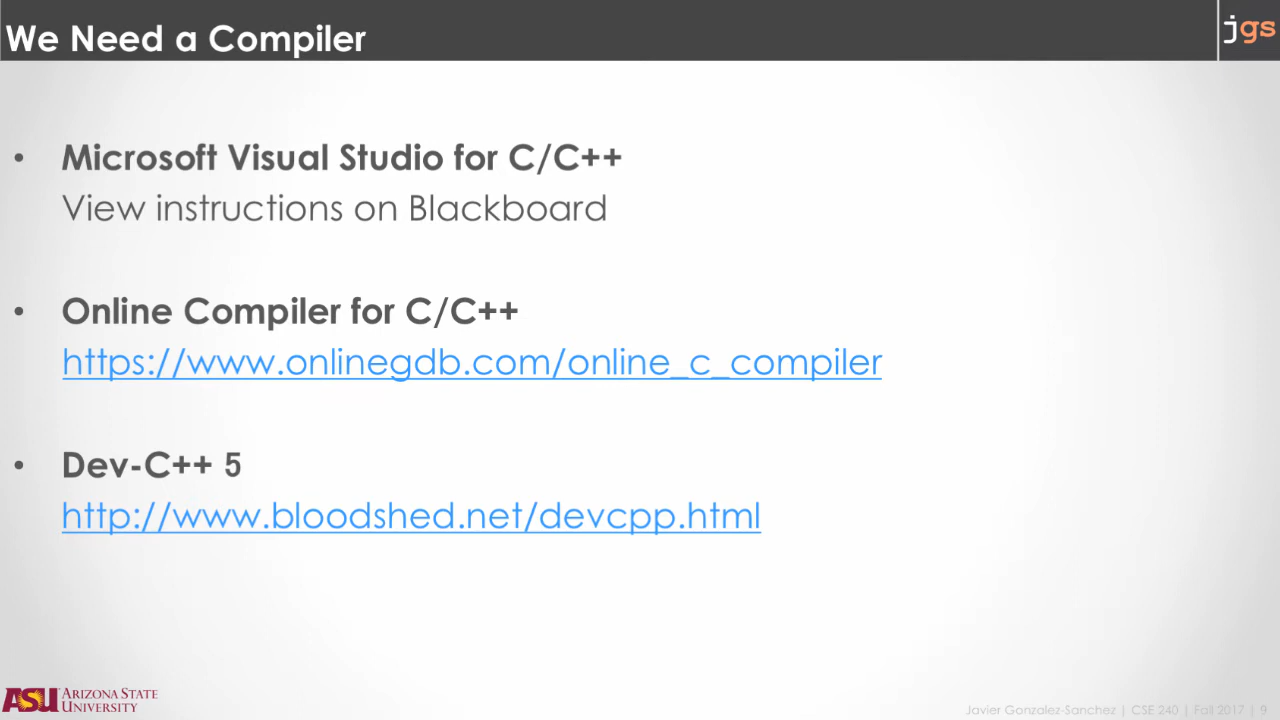 We Need a Compiler
jgs
• Microsoft Visual Studio for C/C++
View instructions on Blackboard
• Online Compiler for C/C++
https://www.onlinegdb.com/online_c_compiler
• Dev-C++ 5
http://www.bloodshed.net/devcpp.html
ASU ARIZONA STATE
UNIVERSITY
Javier Gonzalez-Sanchez | CSE 240 | Fall 2017 | 9